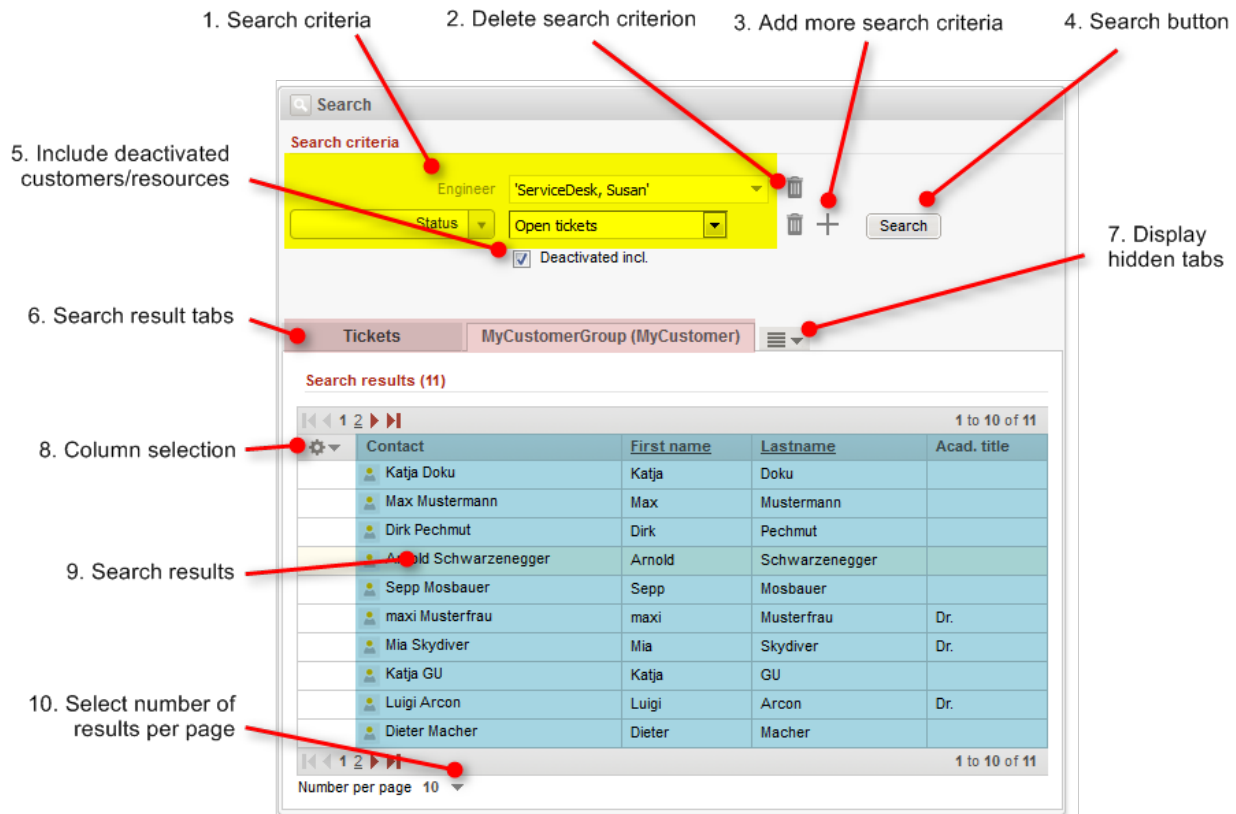 1. Search criteria
2. Delete search criterion
3. Add more search criteria
4. Search button
Search
Search criteria
5. Include deactivated
customers/resources
Engineer 'ServiceDesk, Susan'
Status Open tickets Search
Deactivated incl.
7. Display
hidden tabs
6. Search result tabs
Tickets MyCustomerGroup (MyCustomer)
Search results (11)
1 2 1 to 10 of 11
8. Column selection
Contact First name Lastname Acad. title
Katja Doku Katja Doku
Max Mustermann Max Mustermann
Dirk Pechmut Dirk Pechmut
Arnold Schwarzenegger Arnold Schwarzenegger
9. Search results
Sepp Mosbauer Sepp Mosbauer
maxi Musterfrau maxi Musterfrau Dr.
Mia Skydiver Mia Skydiver Dr.
Katja GU Katja GU
10. Select number of
results per page
Luigi Arcon Luigi Arcon Dr.
Dieter Macher Dieter Macher
1 2 1 to 10 of 11
Number per page 10